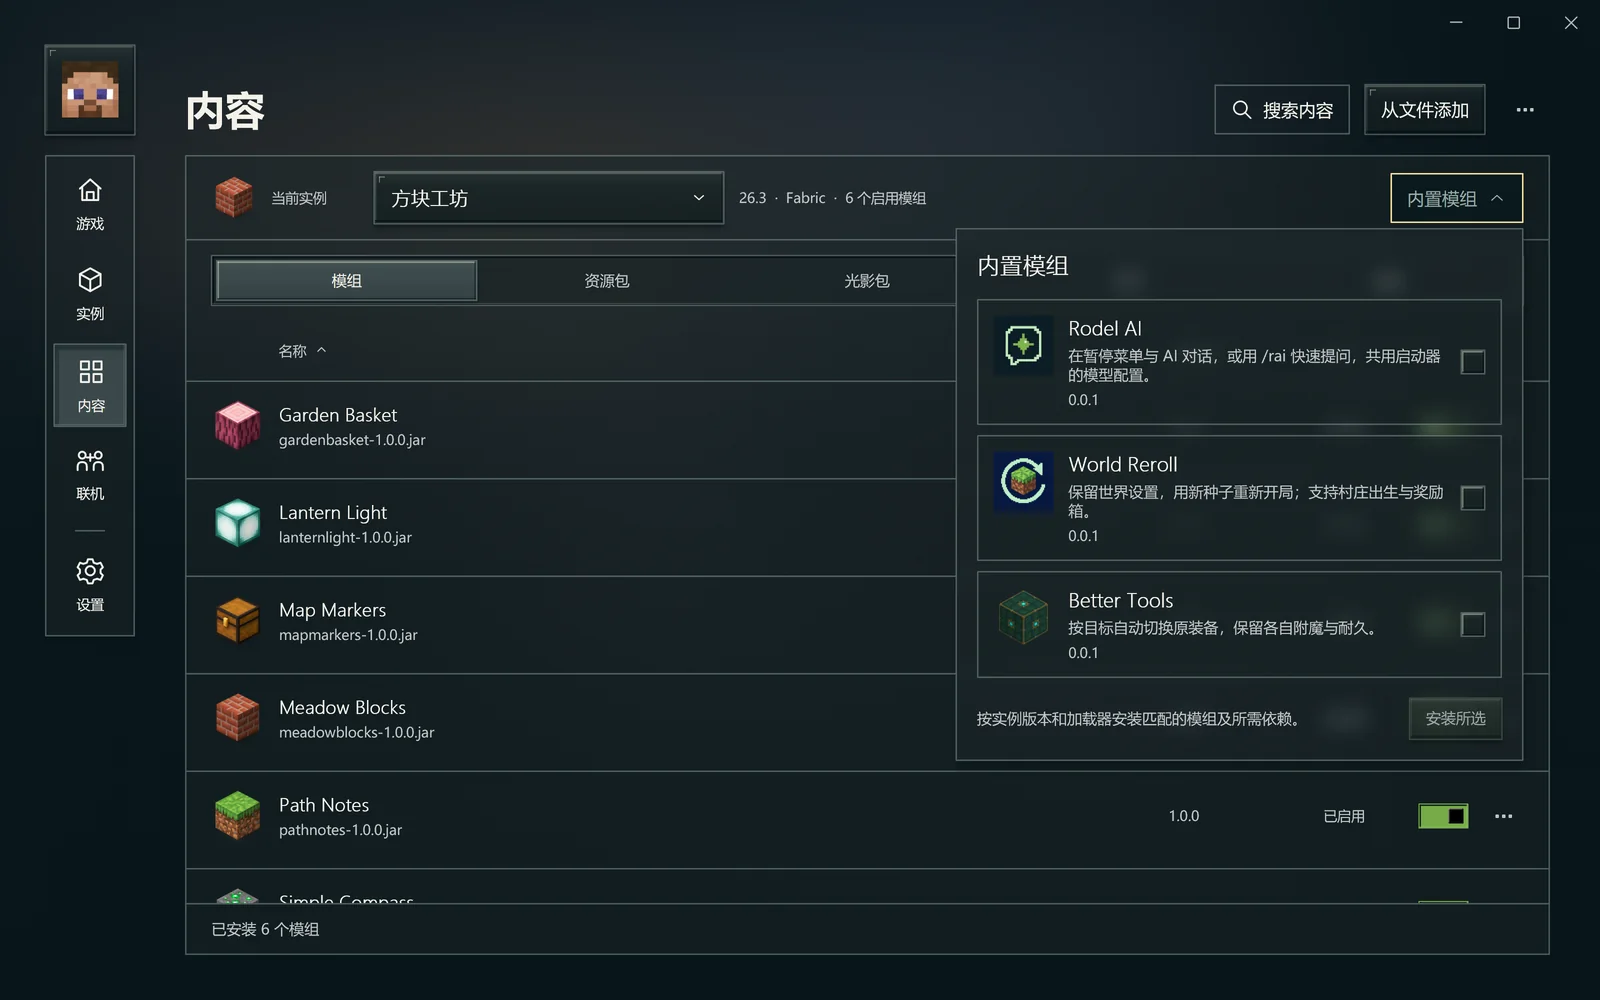 内容
搜索内容
从文件添加
游戏
实例
内容
联机
设置
当前实例
方块工坊
26.3 · Fabric · 6 个启用模组
内置模组
模组
资源包
光影包
名称
Garden Basket
gardenbasket-1.0.0.jar
Lantern Light
lanternlight-1.0.0.jar
Map Markers
mapmarkers-1.0.0.jar
Meadow Blocks
meadowblocks-1.0.0.jar
Path Notes
pathnotes-1.0.0.jar
1.0.0
已启用
Simple Compass
已安装 6 个模组
内置模组
Rodel AI
在暂停菜单与 AI 对话，或用 /rai 快速提问，共用启动器
的模型配置。
0.0.1
World Reroll
保留世界设置，用新种子重新开局；支持村庄出生与奖励
箱。
0.0.1
Better Tools
按目标自动切换原装备，保留各自附魔与耐久。
0.0.1
按实例版本和加载器安装匹配的模组及所需依赖。
安装所选